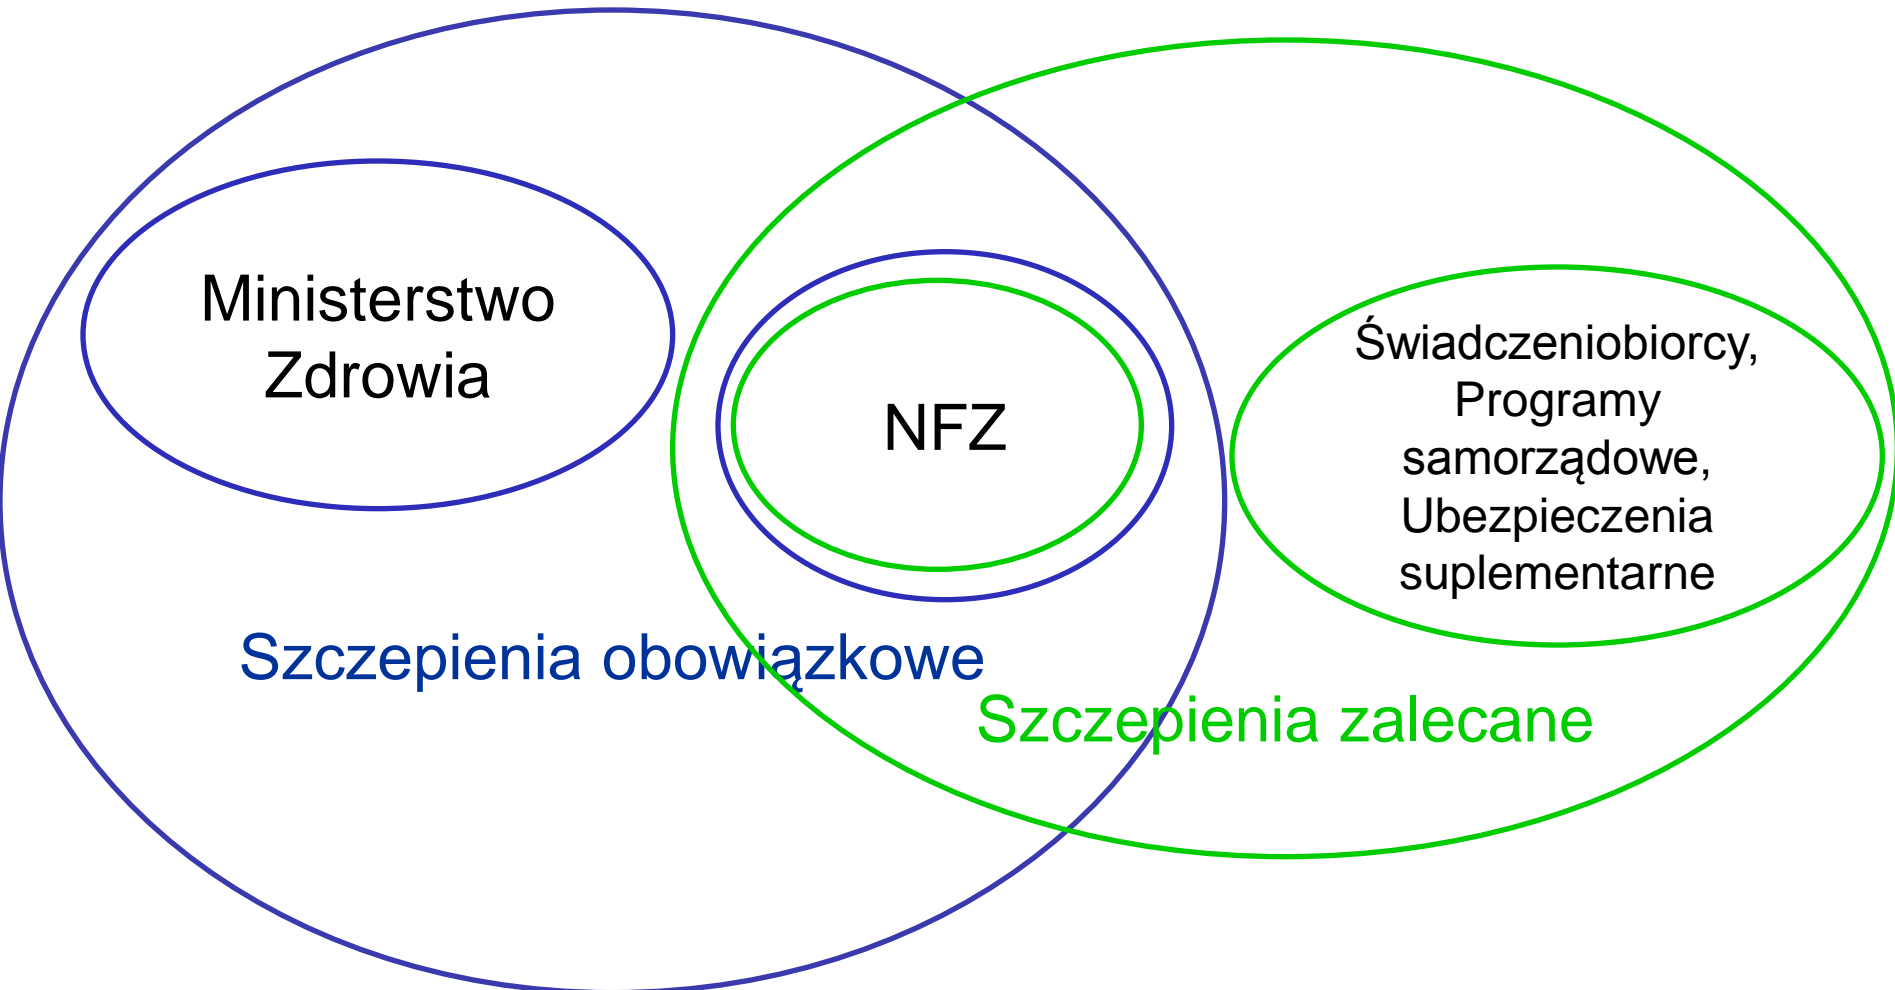 Ministerstwo
Zdrowia
NFZ
Świadczeniobiorcy,
Programy
samorządowe,
Ubezpieczenia
suplementarne
Szczepienia obowiązkowe
Szczepienia zalecane